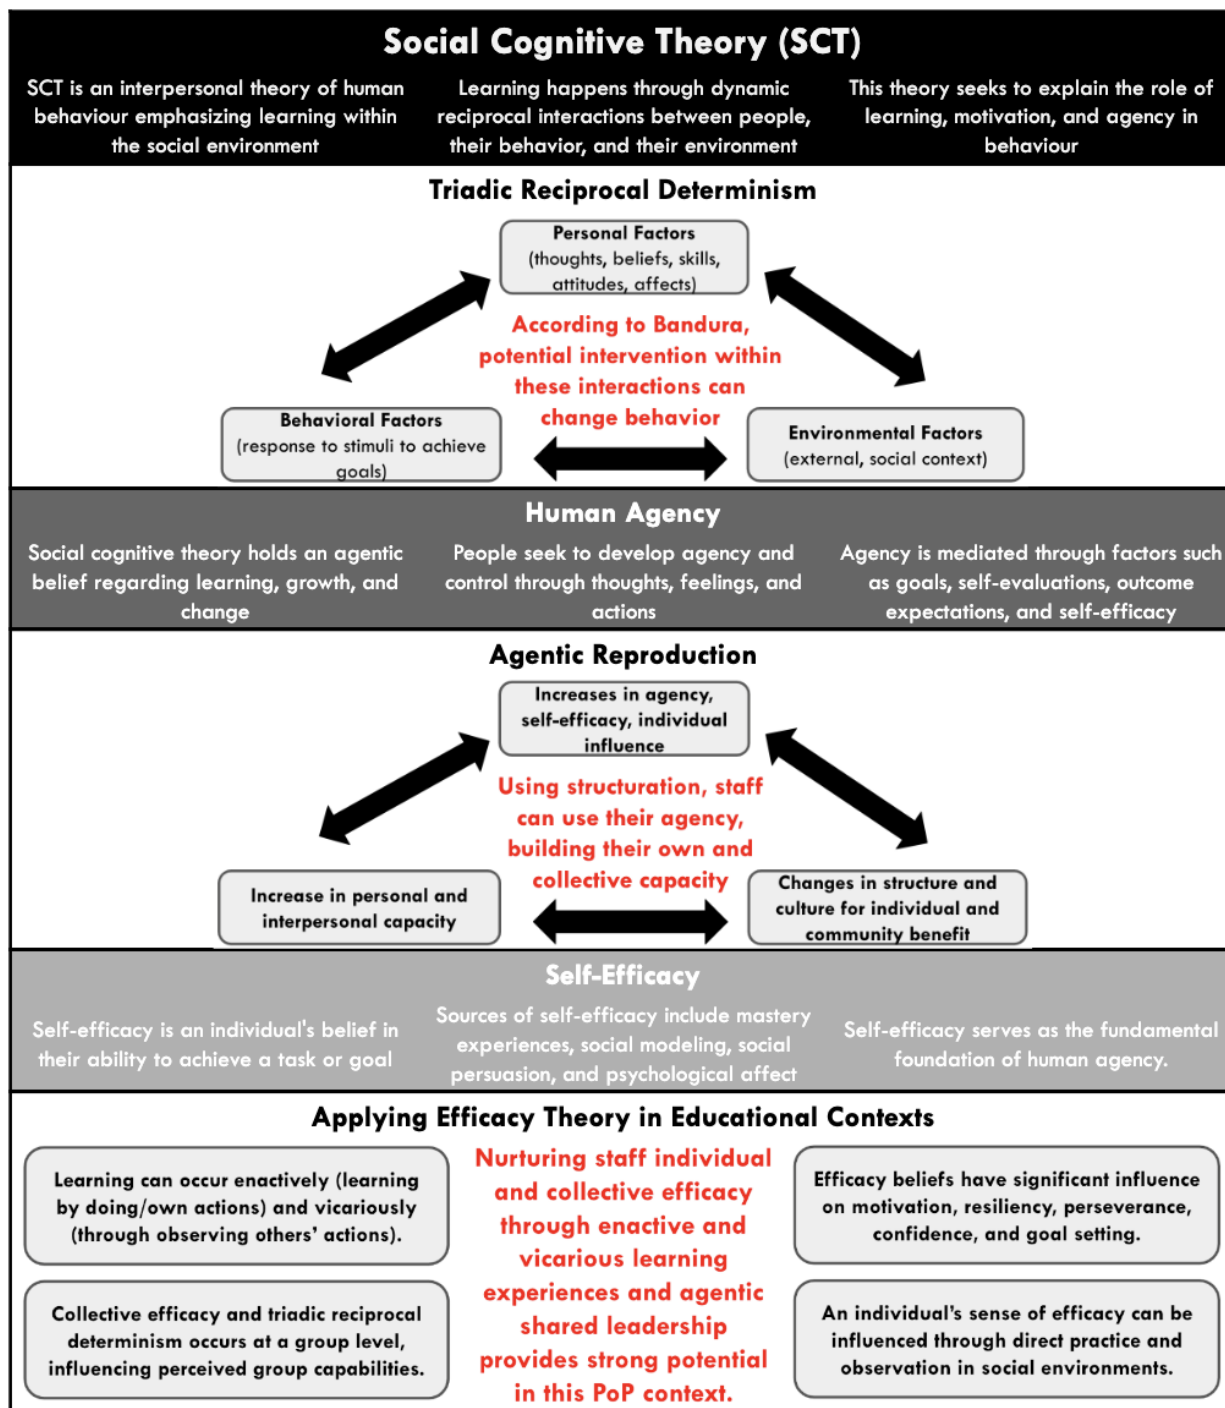 Social Cognitive Theory (SCT)
SCT is an interpersonal theory of human
behaviour emphasizing learning within
the social environment
Learning happens through dynamic
reciprocal interactions between people,
their behavior, and their environment
This theory seeks to explain the role of
learning, motivation, and agency in
behaviour
Triadic Reciprocal Determinism
Personal Factors
(thoughts, beliefs, skills,
attitudes, affects)
According to Bandura,
potential intervention within
these interactions can
change behavior
Behavioral Factors
(response to stimuli to achieve
goals)
Environmental Factors
(external, social context)
Human Agency
Social cognitive theory holds an agentic
belief regarding learning, growth, and
change
People seek to develop agency and
control through thoughts, feelings, and
actions
Agency is mediated through factors such
as goals, self-evaluations, outcome
expectations, and self-efficacy
Agentic Reproduction
Increases in agency,
self-efficacy, individual
influence
Using structuration, staff
can use their agency,
building their own and
collective capacity
Increase in personal and
interpersonal capacity
Changes in structure and
culture for individual and
community benefit
Self-Efficacy
Self-efficacy is an individual's belief in
their ability to achieve a task or goal
Sources of self-efficacy include mastery
experiences, social modeling, social
persuasion, and psychological affect
Self-efficacy serves as the fundamental
foundation of human agency.
Applying Efficacy Theory in Educational Contexts
Learning can occur enactively (learning
by doing/own actions) and vicariously
(through observing others’ actions).
Collective efficacy and triadic reciprocal
determinism occurs at a group level,
influencing perceived group capabilities.
Nurturing staff individual
and collective efficacy
through enactive and
vicarious learning
experiences and agentic
shared leadership
provides strong potential
in this PoP context.
Efficacy beliefs have significant influence
on motivation, resiliency, perseverance,
confidence, and goal setting.
An individual’s sense of efficacy can be
influenced through direct practice and
observation in social environments.